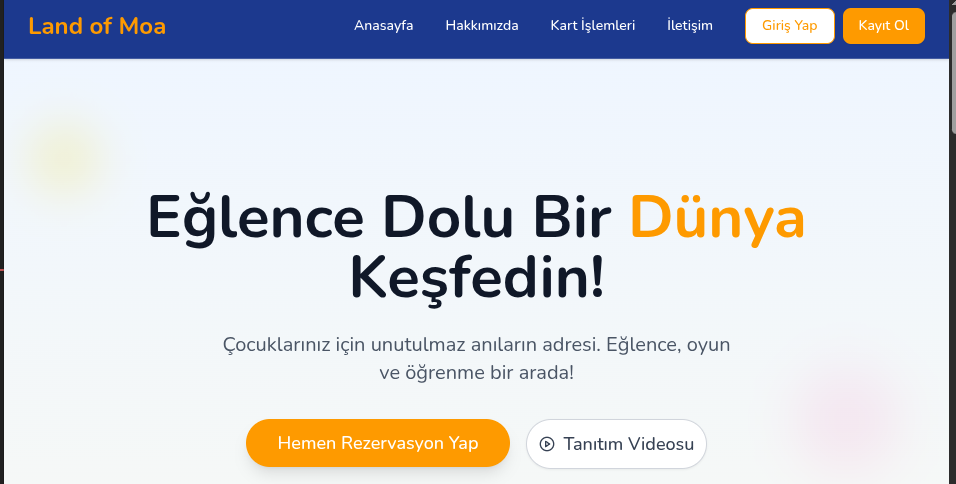 Land of Moa
Anasayfa
Hakkımızda
Kart İşlemleri
İletişim
Giriş Yap
Kayıt Ol
Eğlence Dolu Bir Dünya
Keşfedin!
Çocuklarınız için unutulmaz anıların adresi. Eğlence, oyun
ve öğrenme bir arada!
Hemen Rezervasyon Yap
Tanıtım Videosu